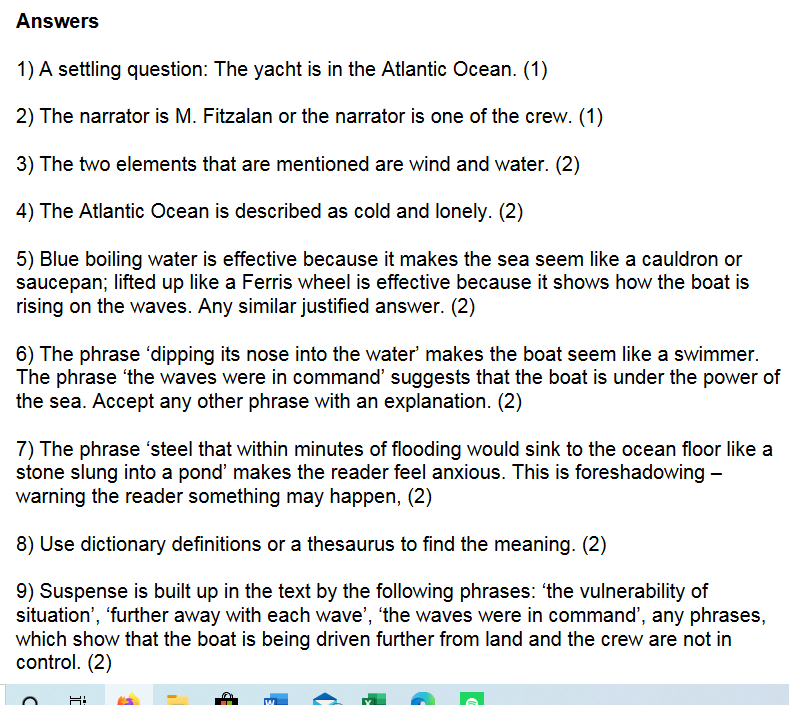 Answers
1) A settling question: The yacht is in the Atlantic Ocean. (1)
2) The narrator is M. Fitzalan or the narrator is one of the crew. (1)
3) The two elements that are mentioned are wind and water. (2)
4) The Atlantic Ocean is described as cold and lonely. (2)
5) Blue boiling water is effective because it makes the sea seem like a cauldron or
saucepan; lifted up like a Ferris wheel is effective because it shows how the boat is
rising on the waves. Any similar justified answer. (2)
6) The phrase ‘dipping its nose into the water’ makes the boat seem like a swimmer.
The phrase ‘the waves were in command’ suggests that the boat is under the power of
the sea. Accept any other phrase with an explanation. (2)
7) The phrase ‘steel that within minutes of flooding would sink to the ocean floor like a
stone slung into a pond’ makes the reader feel anxious. This is foreshadowing –
warning the reader something may happen, (2)
8) Use dictionary definitions or a thesaurus to find the meaning. (2)
9) Suspense is built up in the text by the following phrases: ‘the vulnerability of
situation’, ‘further away with each wave’, ‘the waves were in command’, any phrases,
which show that the boat is being driven further from land and the crew are not in
control. (2)